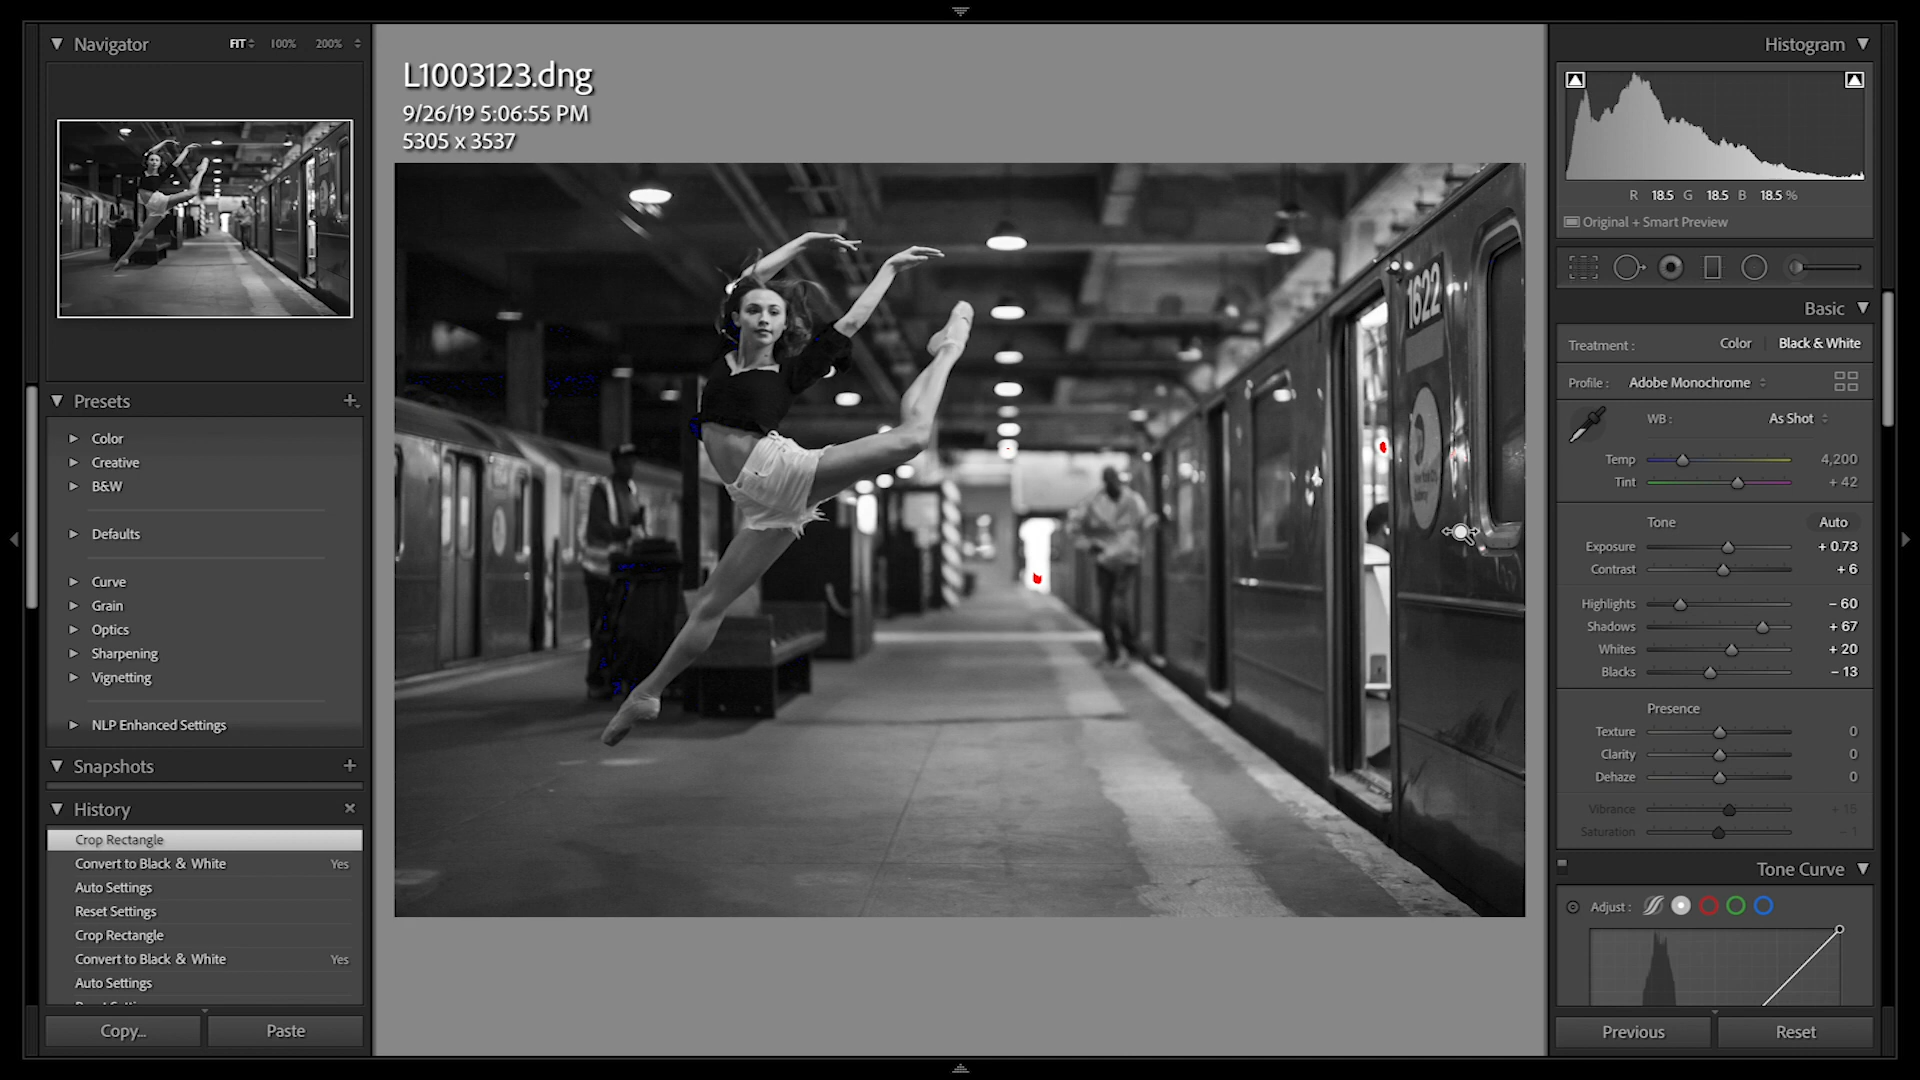 Navigator FIT 100% 200%
Presets
Color
Creative
B&W
Defaults
Curve
Grain
Optics
Sharpening
Vignetting
NLP Enhanced Settings
Snapshots
History
Crop Rectangle
Convert to Black & White Yes
Auto Settings
Reset Settings
Crop Rectangle
Convert to Black & White Yes
Auto Settings
Copy... Paste
L1003123.dng
9/26/19 5:06:55 PM
5305 x 3537
1622
Histogram
R 18.5 G 18.5 B 18.5 %
Original + Smart Preview
Basic
Treatment : Color Black & White
Profile : Adobe Monochrome
WB : As Shot
Temp 4,200
Tint + 42
Tone Auto
Exposure + 0.73
Contrast + 6
Highlights – 60
Shadows + 67
Whites + 20
Blacks – 13
Presence
Texture 0
Clarity 0
Dehaze 0
Vibrance + 15
Saturation – 1
Tone Curve
Adjust :
Previous Reset